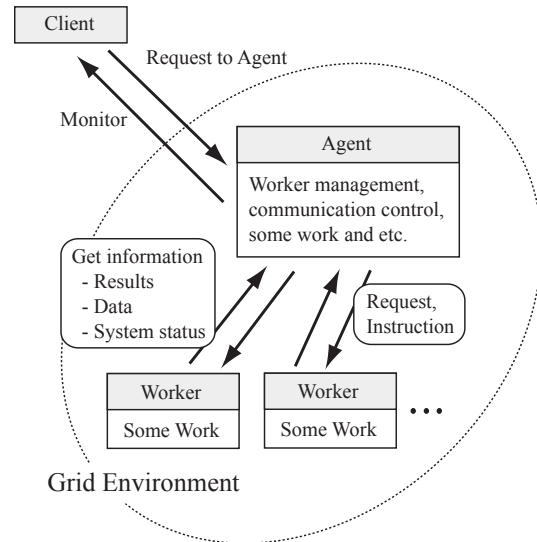 Client
Request to Agent
Monitor
Agent
Worker management,
communication control,
some work and etc.
Get information
- Results
- Data
- System status
Request,
Instruction
Worker
Some Work
Worker
Some Work
...
Grid Environment